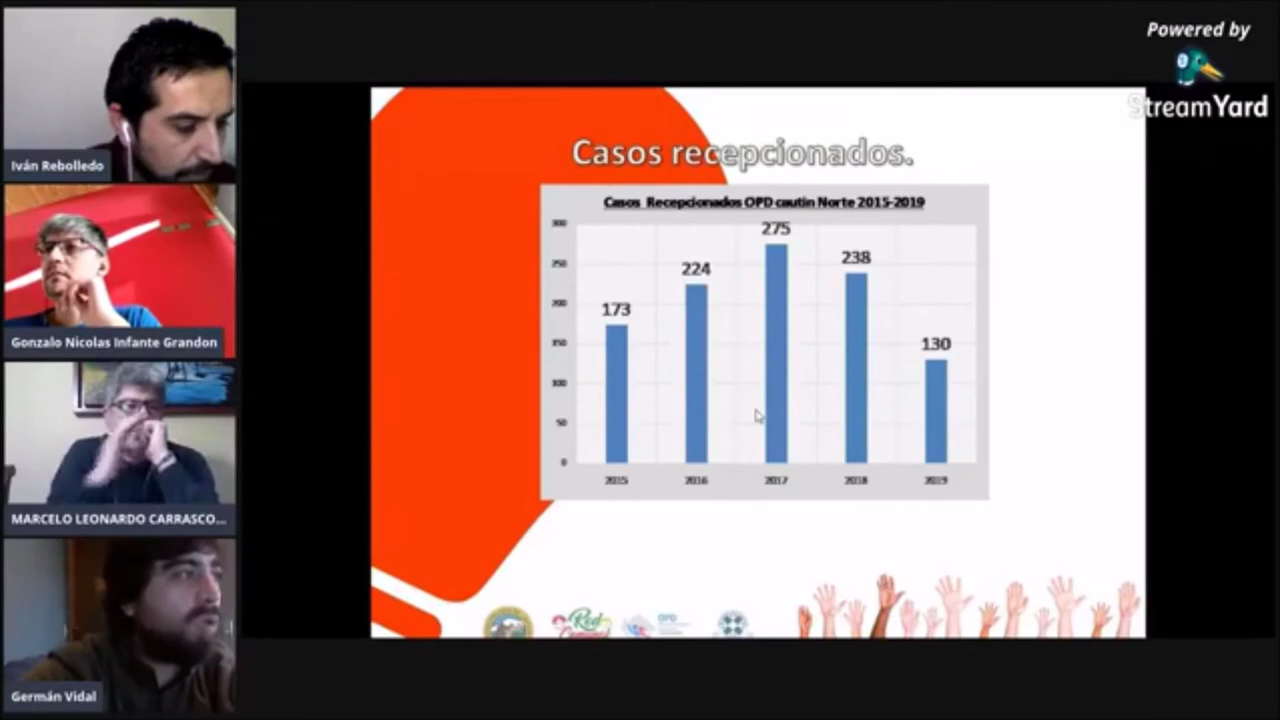 Powered by
StreamYard
Iván Rebolledo
Gonzalo Nicolas Infante Grandon
MARCELO LEONARDO CARRASCO...
Germán Vidal
Casos recepcionados.
Casos Recepcionados OPD cautin Norte 2015-2019
300
250
200
150
100
50
0
173
224
275
238
130
2015
2016
2017
2018
2019
Red
OPD